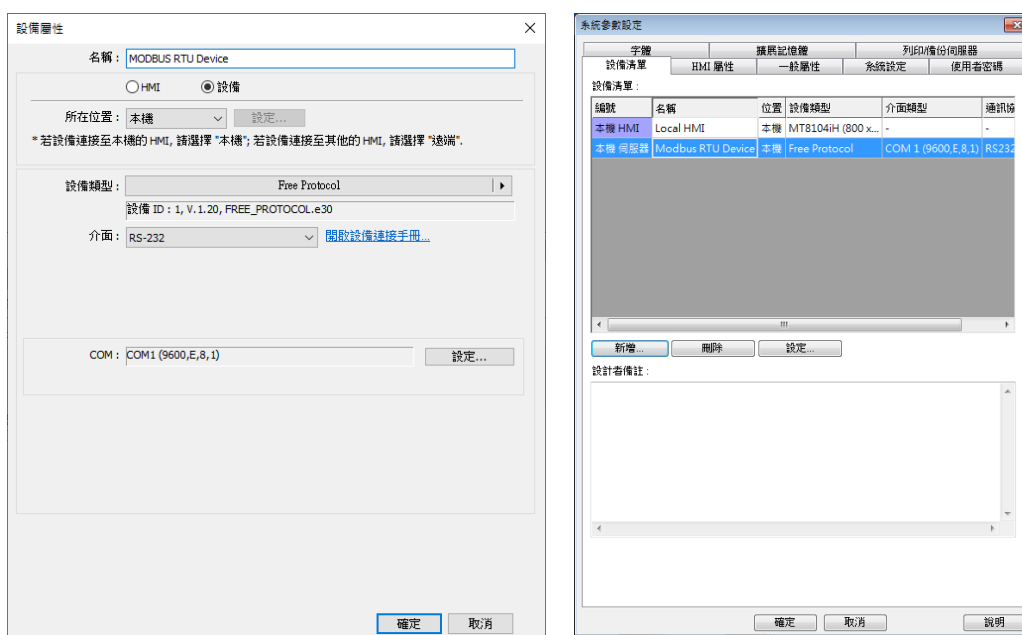 設備屬性
名稱： MODBUS RTU Device
HMI 設備
所在位置： 本機 設定...
* 若設備連接至本機的 HMI, 請選擇 "本機"; 若設備連接至其他的 HMI, 請選擇 "遠端".
設備類型： Free Protocol
設備 ID : 1, V.1.20, FREE_PROTOCOL.e30
介面： RS-232 開啟設備連接手冊...
COM : COM1 (9600,E,8,1) 設定...
確定 取消
系統參數設定
字體 擴展記憶體 列印/備份伺服器
設備清單 HMI 屬性 一般屬性 系統設定 使用者密碼
設備清單 :
編號 名稱 位置 設備類型 介面類型 通訊協
本機 HMI Local HMI 本機 MT8104iH (800 x... - -
本機 伺服器 Modbus RTU Device 本機 Free Protocol COM 1 (9600,E,8,1) RS232
新增... 刪除 設定...
設計者備註 :
確定 取消 說明